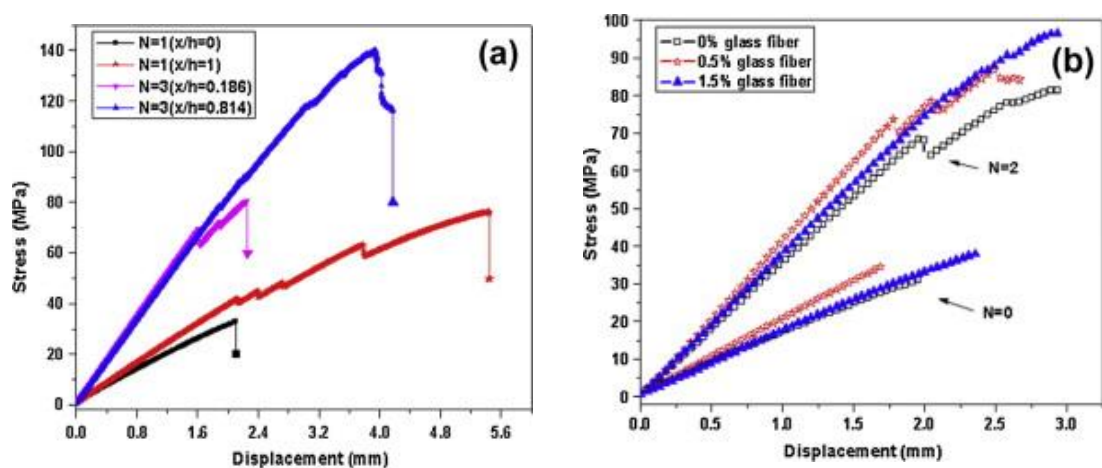 (a)
N=1(x/h=0)
N=1(x/h=1)
N=3(x/h=0.186)
N=3(x/h=0.814)
Stress (MPa)
140
120
100
80
60
40
20
0
0.0 0.8 1.6 2.4 3.2 4.0 4.8 5.6
Displacement (mm)
(b)
0% glass fiber
0.5% glass fiber
1.5% glass fiber
N=2
N=0
Stress (MPa)
100
90
80
70
60
50
40
30
20
10
0
0.0 0.5 1.0 1.5 2.0 2.5 3.0
Displacement (mm)